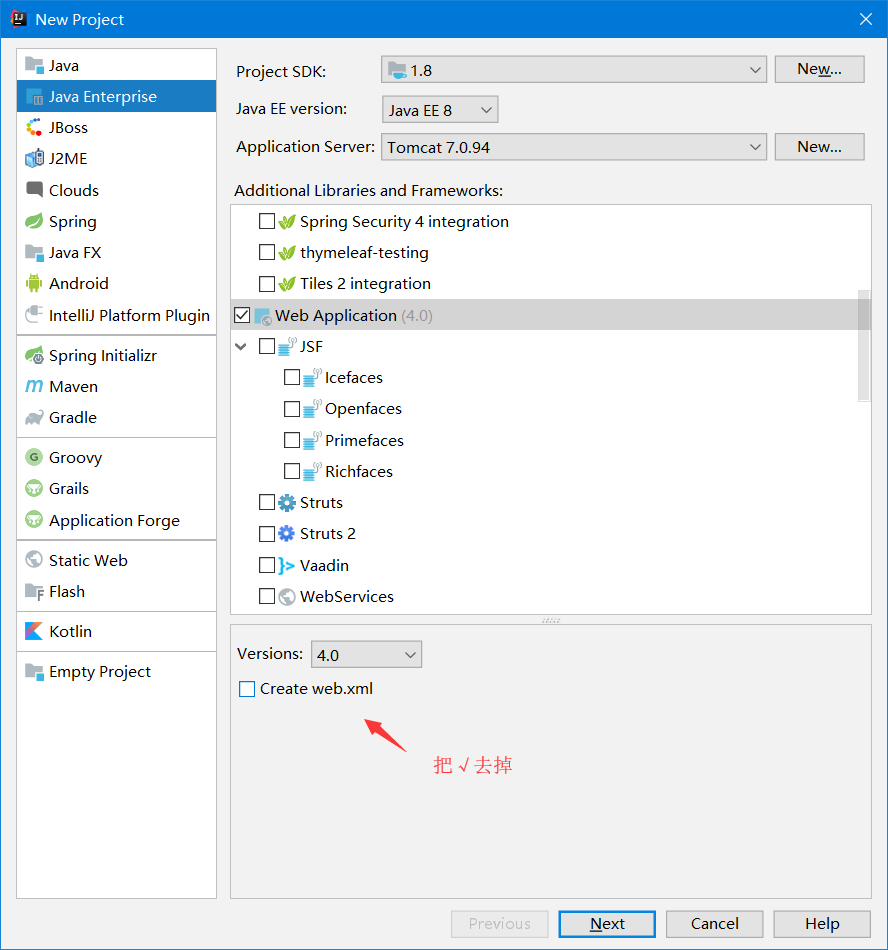 New Project
Java
Java Enterprise
JBoss
J2ME
Clouds
Spring
Java FX
Android
IntelliJ Platform Plugin
Spring Initializr
Maven
Gradle
Groovy
Grails
Application Forge
Static Web
Flash
Kotlin
Empty Project
Project SDK: 1.8 New...
Java EE version: Java EE 8
Application Server: Tomcat 7.0.94 New...
Additional Libraries and Frameworks:
Spring Security 4 integration
thymeleaf-testing
Tiles 2 integration
Web Application (4.0)
JSF
Icefaces
Openfaces
Primefaces
Richfaces
Struts
Struts 2
Vaadin
WebServices
Versions: 4.0
Create web.xml
把 √ 去掉
Previous Next Cancel Help